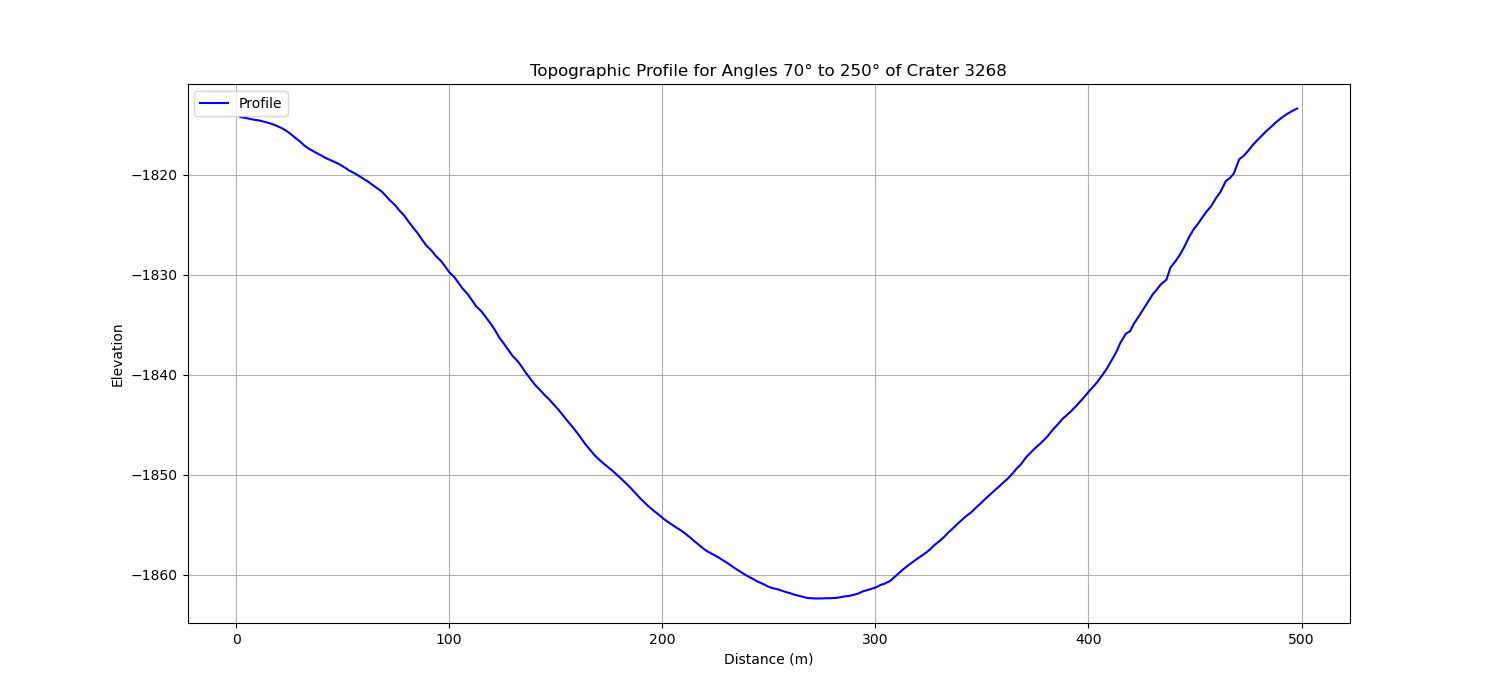 Topographic Profile for Angles 70° to 250° of Crater 3268
Profile
−1820
−1830
−1840
−1850
−1860
Elevation
0
100
200
300
400
500
Distance (m)